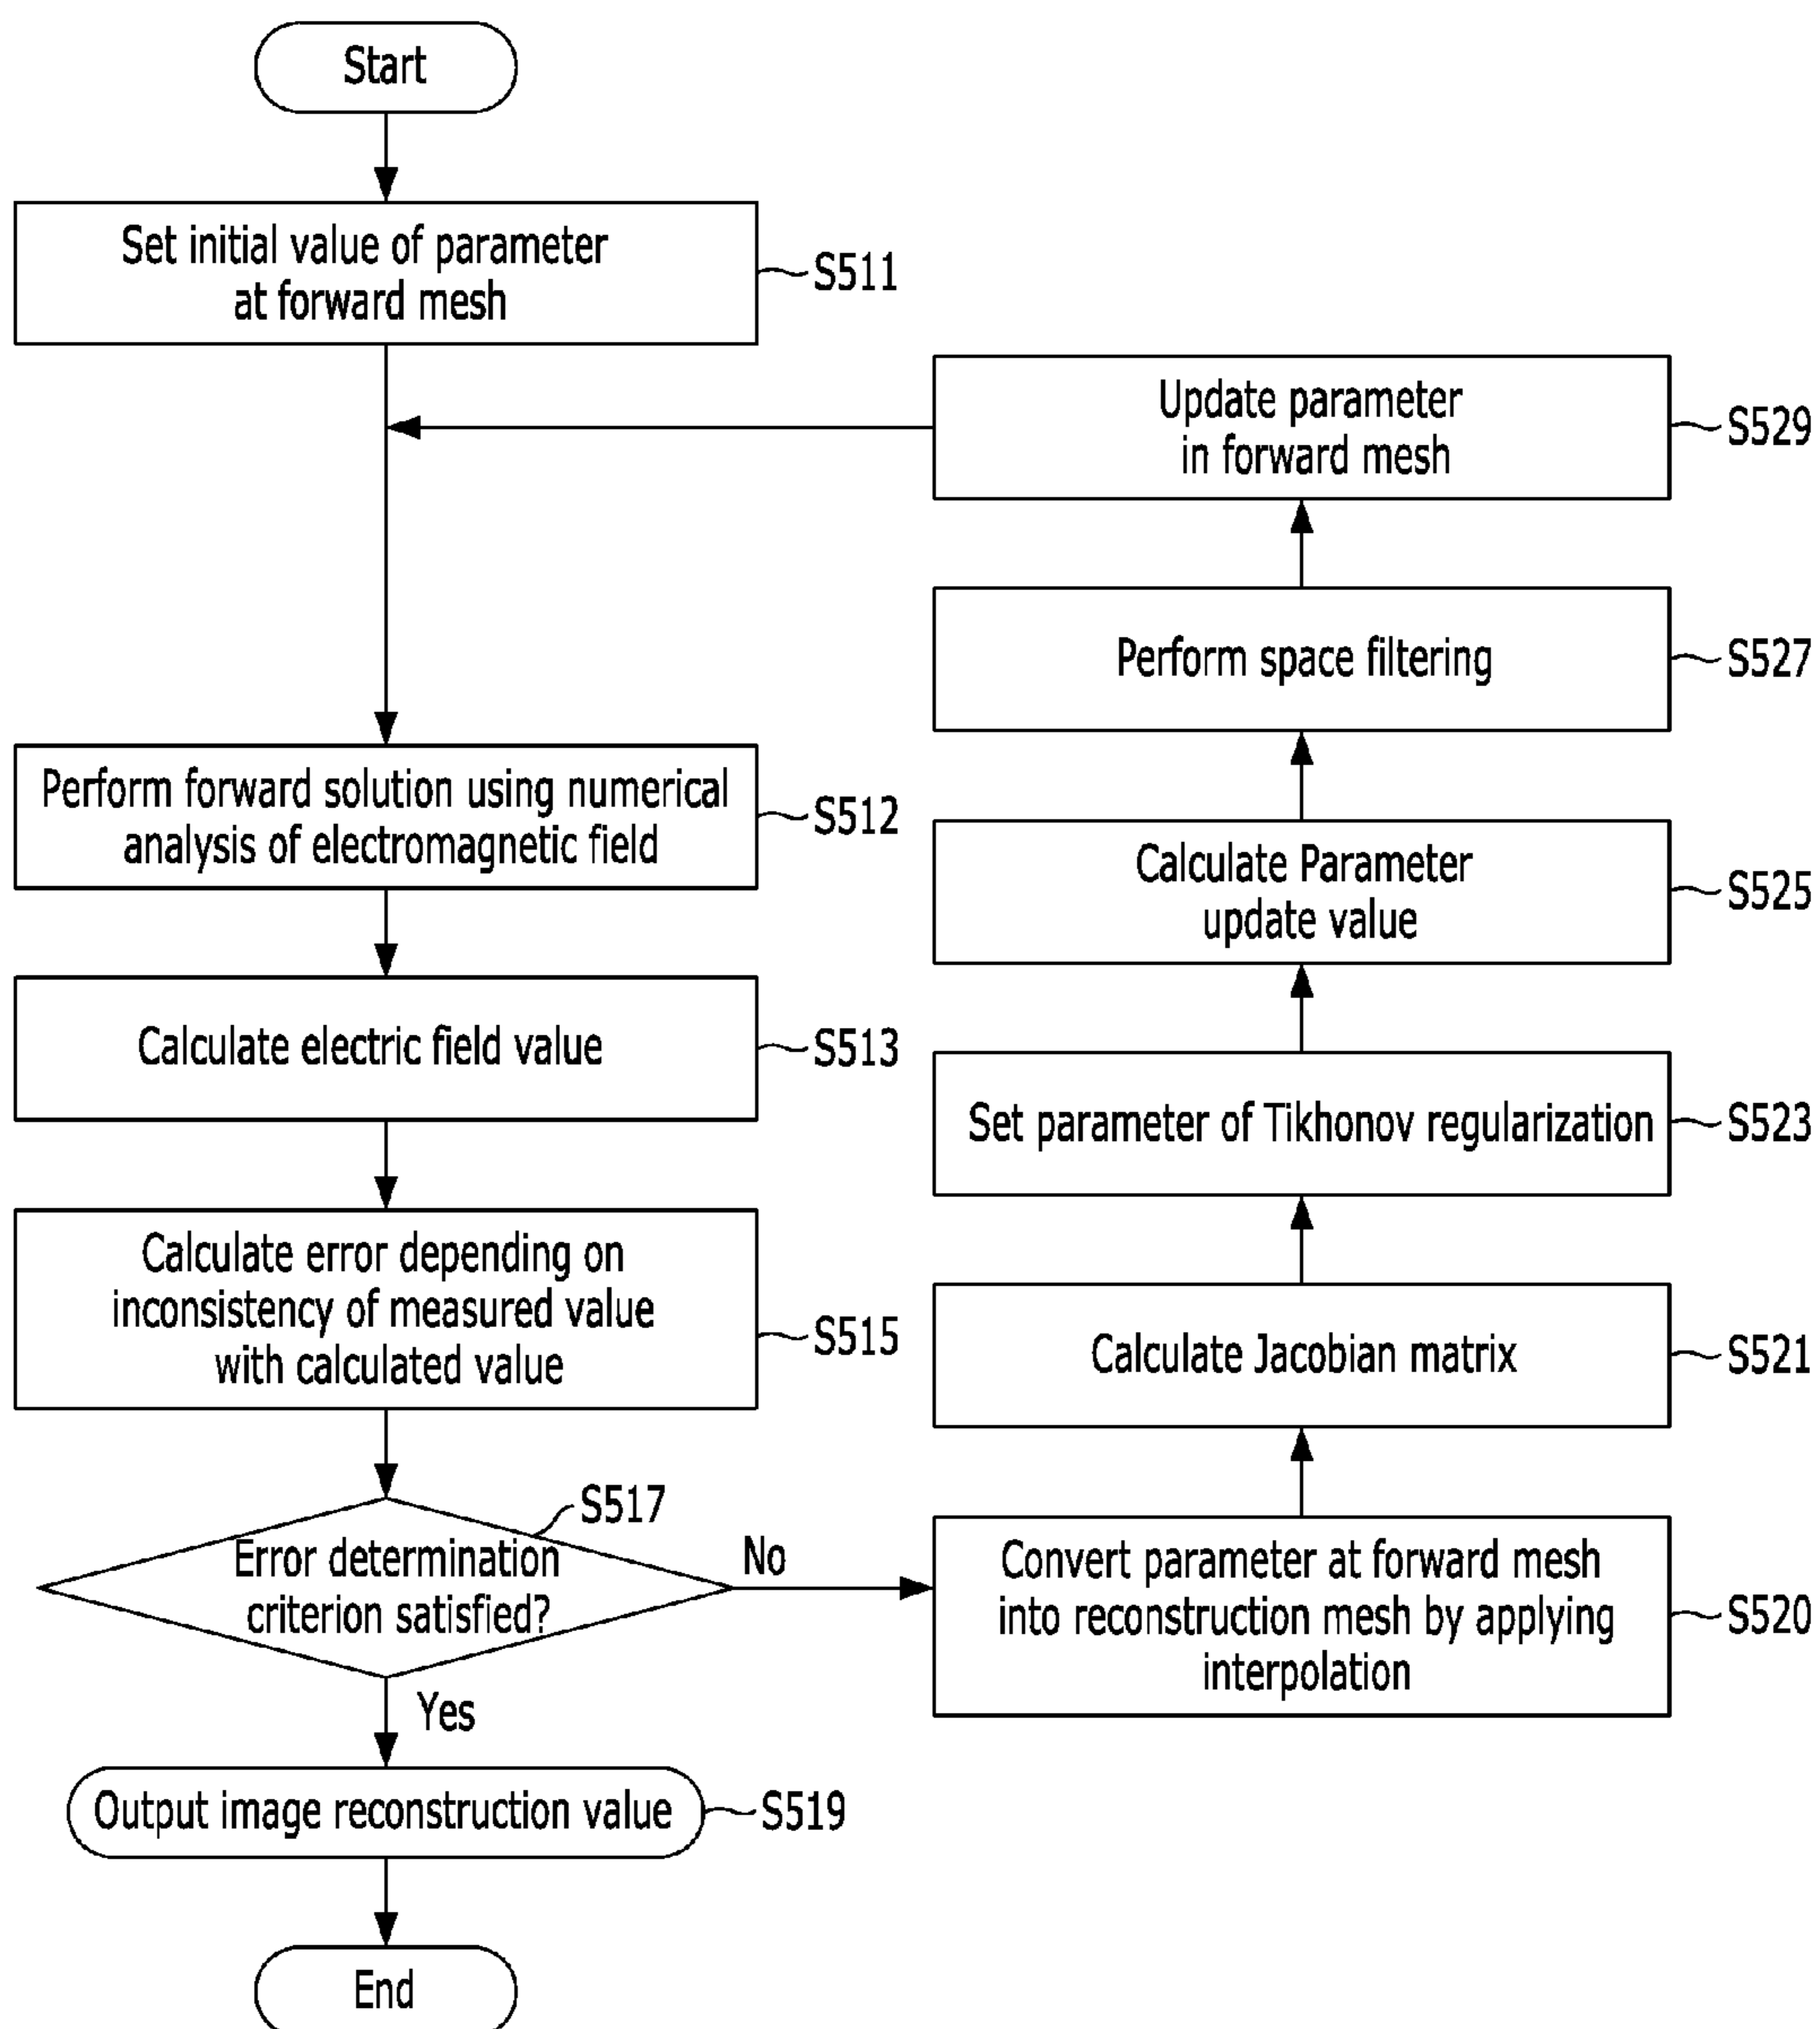 Start
Set initial value of parameter
at forward mesh
S511
Perform forward solution using numerical
analysis of electromagnetic field
S512
Calculate electric field value
S513
Calculate error depending on
inconsistency of measured value
with calculated value
S515
S517
Error determination
criterion satisfied?
No
Yes
Output image reconstruction value
S519
End
Update parameter
in forward mesh
S529
Perform space filtering
S527
Calculate Parameter
update value
S525
Set parameter of Tikhonov regularization
S523
Calculate Jacobian matrix
S521
Convert parameter at forward mesh
into reconstruction mesh by applying
interpolation
S520